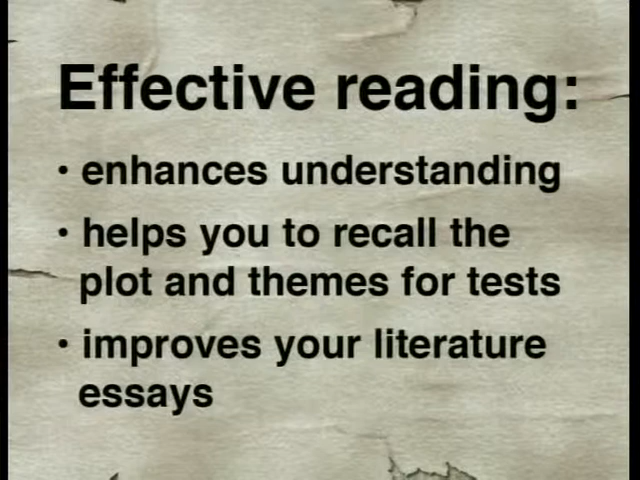 Effective reading:
• enhances understanding
• helps you to recall the
plot and themes for tests
• improves your literature
essays